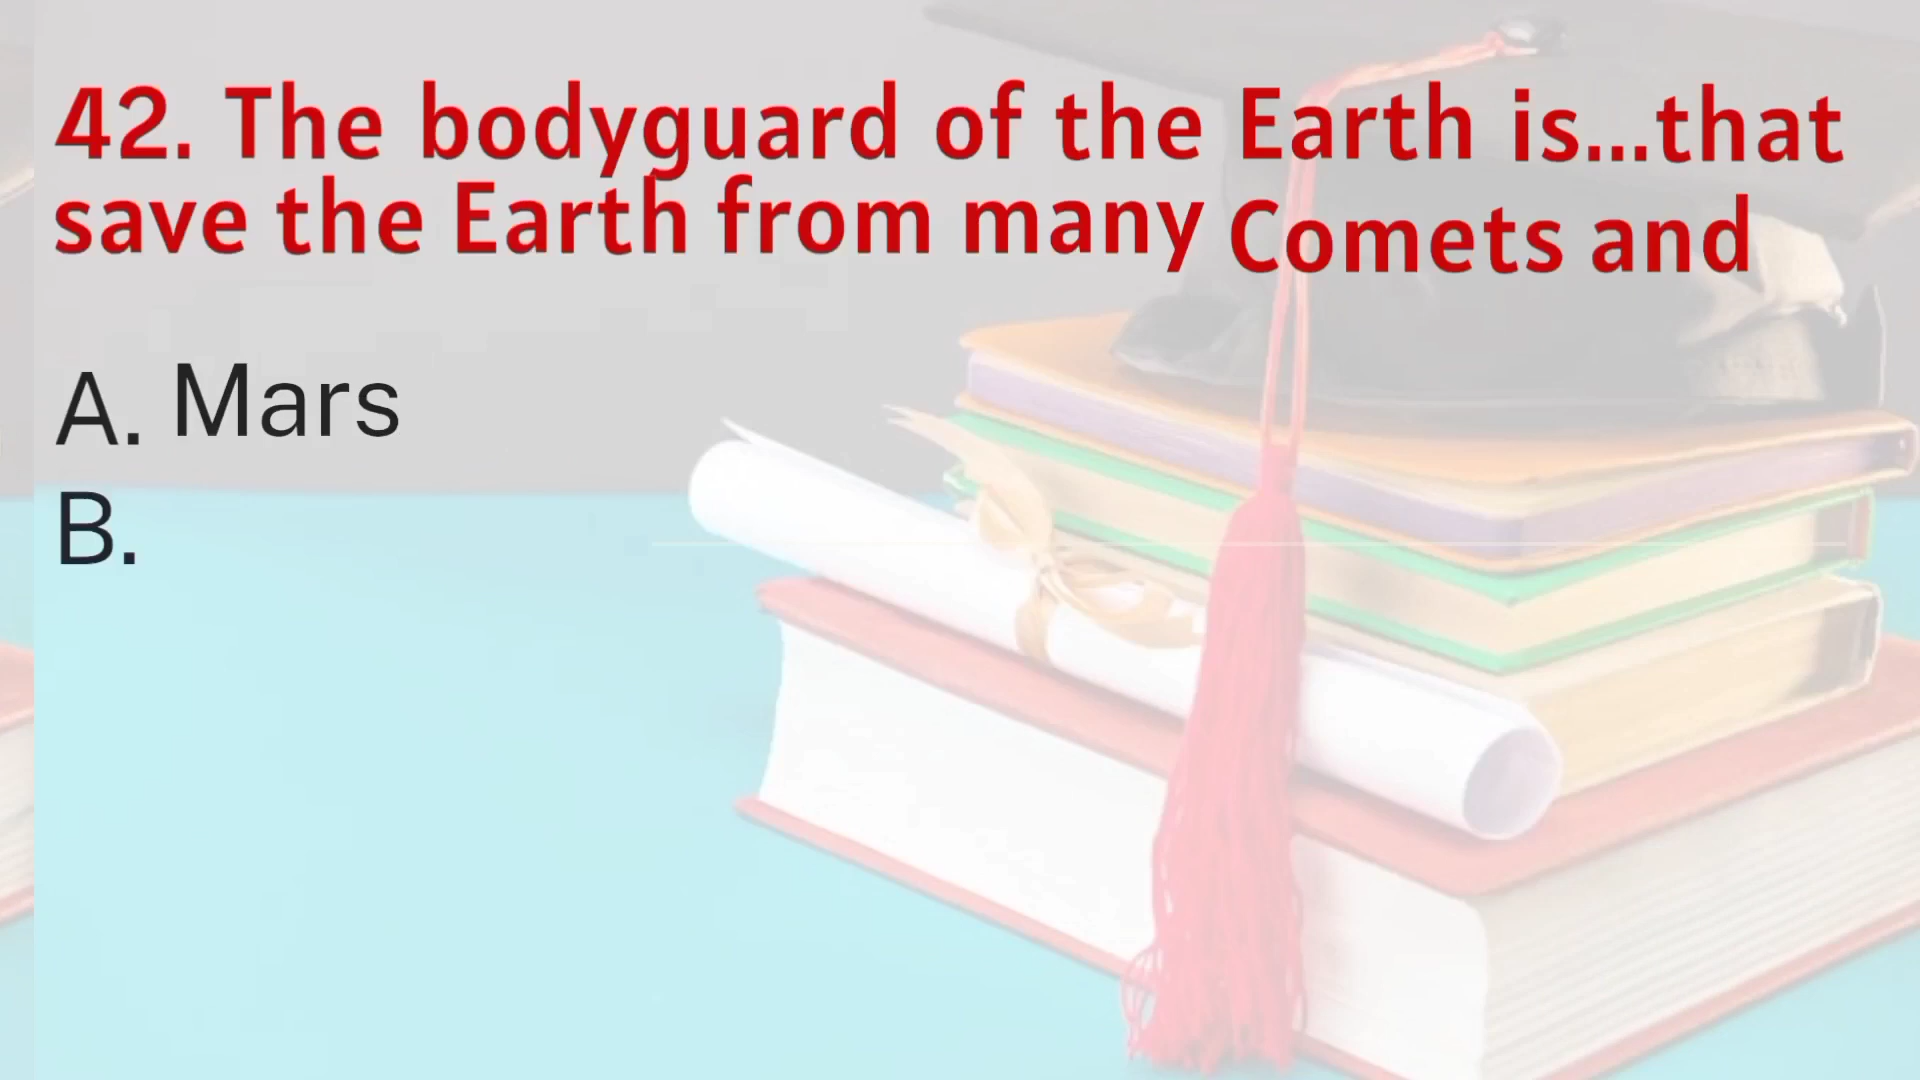 42. The bodyguard of the Earth is...that
save the Earth from many Comets and
A. Mars
B.